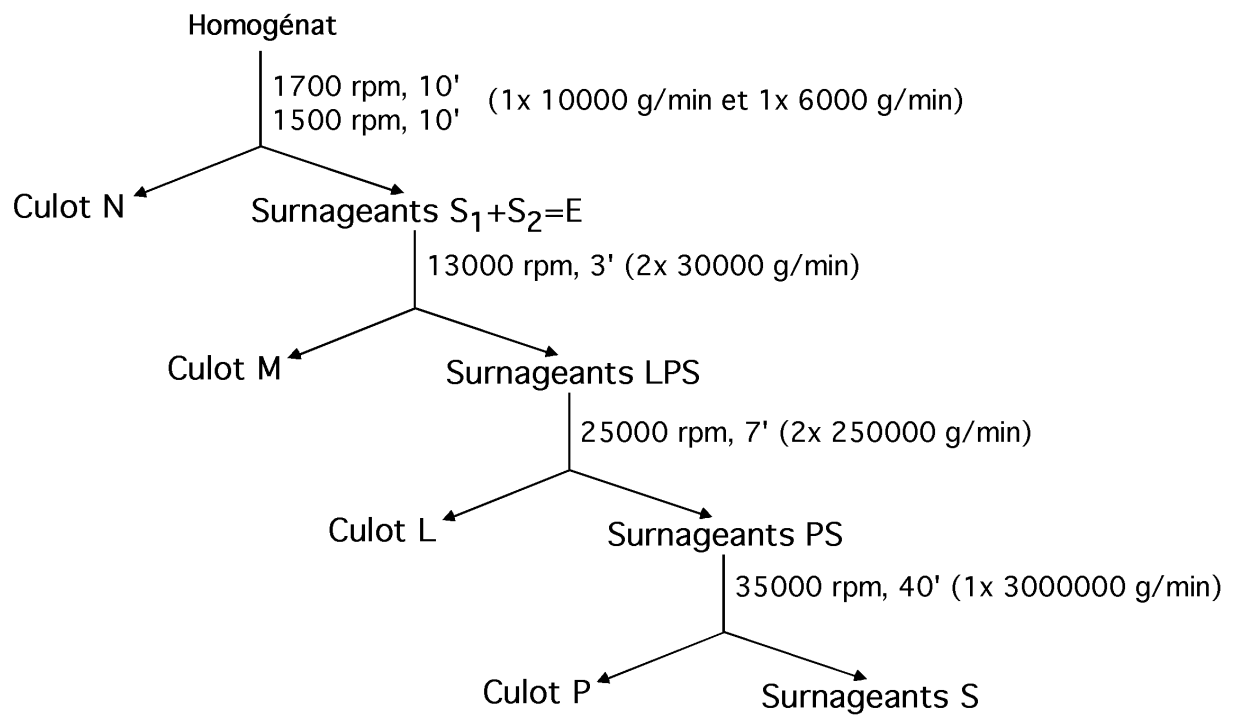 Homogénat
1700 rpm, 10'
1500 rpm, 10'
(1x 10000 g/min et 1x 6000 g/min)
Culot N
Surnageants S1+S2=E
13000 rpm, 3' (2x 30000 g/min)
Culot M
Surnageants LPS
25000 rpm, 7' (2x 250000 g/min)
Culot L
Surnageants PS
35000 rpm, 40' (1x 3000000 g/min)
Culot P
Surnageants S